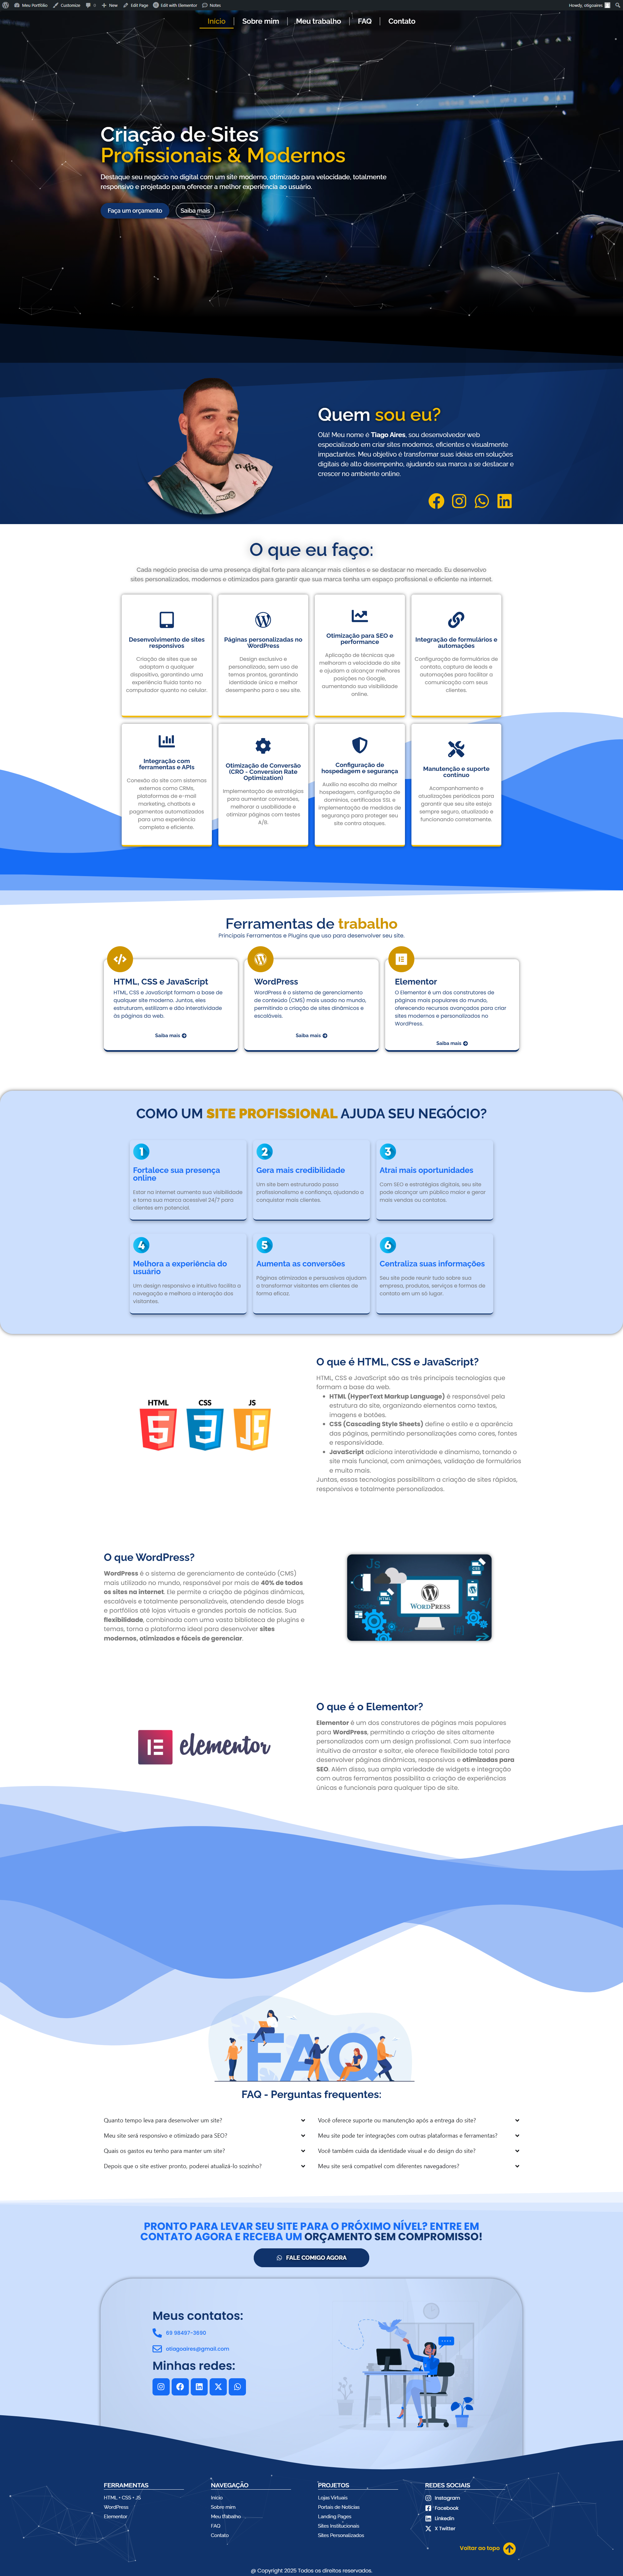 Meu Portfólio Customize 0 New Edit Page Edit with Elementor Notes Howdy, otigoaires
Início Sobre mim Meu trabalho FAQ Contato
Criação de Sites
Profissionais & Modernos
Destaque seu negócio no digital com um site moderno, otimizado para velocidade, totalmente
responsivo e projetado para oferecer a melhor experiência ao usuário.
Faça um orçamento Saiba mais
Quem sou eu?
Olá! Meu nome é Tiago Aires, sou desenvolvedor web
especializado em criar sites modernos, eficientes e visualmente
impactantes. Meu objetivo é transformar suas ideias em soluções
digitais de alto desempenho, ajudando sua marca a se destacar e
crescer no ambiente online.
O que eu faço:
Cada negócio precisa de uma presença digital forte para alcançar mais clientes e se destacar no mercado. Eu desenvolvo
sites personalizados, modernos e otimizados para garantir que sua marca tenha um espaço profissional e eficiente na internet.
Desenvolvimento de sites
responsivos
Criação de sites que se
adaptam a qualquer
dispositivo, garantindo uma
experiência fluida tanto no
computador quanto no celular.
Páginas personalizadas no
WordPress
Design exclusivo e
personalizado, sem uso de
temas prontos, garantindo
identidade única e melhor
desempenho para o seu site.
Otimização para SEO e
performance
Aplicação de técnicas que
melhoram a velocidade do site
e ajudam a alcançar melhores
posições no Google,
aumentando sua visibilidade
online.
Integração de formulários e
automações
Configuração de formulários de
contato, captura de leads e
automações para facilitar a
comunicação com seus
clientes.
Integração com
ferramentas e APIs
Conexão do site com sistemas
externos como CRMs,
plataformas de e-mail
marketing, chatbots e
pagamentos automatizados
para uma experiência
completa e eficiente.
Otimização de Conversão
(CRO - Conversion Rate
Optimization)
Implementação de estratégias
para aumentar conversões,
melhorar a usabilidade e
otimizar páginas com testes
A/B.
Configuração de
hospedagem e segurança
Auxílio na escolha da melhor
hospedagem, configuração de
domínios, certificados SSL e
implementação de medidas de
segurança para proteger seu
site contra ataques.
Manutenção e suporte
contínuo
Acompanhamento e
atualizações periódicas para
garantir que seu site esteja
sempre seguro, atualizado e
funcionando corretamente.
Ferramentas de trabalho
Principais Ferramentas e Plugins que uso para desenvolver seu site.
HTML, CSS e JavaScript
HTML, CSS e JavaScript formam a base de
qualquer site moderno. Juntos, eles
estruturam, estilizam e dão interatividade
às páginas da web.
Saiba mais
WordPress
WordPress é o sistema de gerenciamento
de conteúdo (CMS) mais usado no mundo,
permitindo a criação de sites dinâmicos e
escaláveis.
Saiba mais
Elementor
O Elementor é um dos construtores de
páginas mais populares do mundo,
oferecendo recursos avançados para criar
sites modernos e personalizados no
WordPress.
Saiba mais
COMO UM SITE PROFISSIONAL AJUDA SEU NEGÓCIO?
1
Fortalece sua presença
online
Estar na internet aumenta sua visibilidade
e torna sua marca acessível 24/7 para
clientes em potencial.
2
Gera mais credibilidade
Um site bem estruturado passa
profissionalismo e confiança, ajudando a
conquistar mais clientes.
3
Atrai mais oportunidades
Com SEO e estratégias digitais, seu site
pode alcançar um público maior e gerar
mais vendas ou contatos.
4
Melhora a experiência do
usuário
Um design responsivo e intuitivo facilita a
navegação e melhora a interação dos
visitantes.
5
Aumenta as conversões
Páginas otimizadas e persuasivas ajudam
a transformar visitantes em clientes de
forma eficaz.
6
Centraliza suas informações
Seu site pode reunir tudo sobre sua
empresa, produtos, serviços e formas de
contato em um só lugar.
HTML CSS JS
5 3 JS
O que é HTML, CSS e JavaScript?
HTML, CSS e JavaScript são as três principais tecnologias que
formam a base da web.
• HTML (HyperText Markup Language) é responsável pela
estrutura do site, organizando elementos como textos,
imagens e botões.
• CSS (Cascading Style Sheets) define o estilo e a aparência
das páginas, permitindo personalizações como cores, fontes
e responsividade.
• JavaScript adiciona interatividade e dinamismo, tornando o
site mais funcional, com animações, validação de formulários
e muito mais.
Juntas, essas tecnologias possibilitam a criação de sites rápidos,
responsivos e totalmente personalizados.
O que WordPress?
WordPress é o sistema de gerenciamento de conteúdo (CMS)
mais utilizado no mundo, responsável por mais de 40% de todos
os sites na internet. Ele permite a criação de páginas dinâmicas,
escaláveis e totalmente personalizáveis, atendendo desde blogs
e portfólios até lojas virtuais e grandes portais de notícias. Sua
flexibilidade, combinada com uma vasta biblioteca de plugins e
temas, torna a plataforma ideal para desenvolver sites
modernos, otimizados e fáceis de gerenciar.
Js
CSS
HTML
WORDPRESS
elementor
O que é o Elementor?
Elementor é um dos construtores de páginas mais populares
para WordPress, permitindo a criação de sites altamente
personalizados com um design profissional. Com sua interface
intuitiva de arrastar e soltar, ele oferece flexibilidade total para
desenvolver páginas dinâmicas, responsivas e otimizadas para
SEO. Além disso, sua ampla variedade de widgets e integração
com outras ferramentas possibilita a criação de experiências
únicas e funcionais para qualquer tipo de site.
FAQ
FAQ - Perguntas frequentes:
Quanto tempo leva para desenvolver um site?
Meu site será responsivo e otimizado para SEO?
Quais os gastos eu tenho para manter um site?
Depois que o site estiver pronto, poderei atualizá-lo sozinho?
Você oferece suporte ou manutenção após a entrega do site?
Meu site pode ter integrações com outras plataformas e ferramentas?
Você também cuida da identidade visual e do design do site?
Meu site será compatível com diferentes navegadores?
PRONTO PARA LEVAR SEU SITE PARA O PRÓXIMO NÍVEL? ENTRE EM
CONTATO AGORA E RECEBA UM ORÇAMENTO SEM COMPROMISSO!
FALE COMIGO AGORA
Meus contatos:
69 98497-3690
otiagoaires@gmail.com
Minhas redes:
FERRAMENTAS
HTML • CSS • JS
WordPress
Elementor
NAVEGAÇÃO
Início
Sobre mim
Meu trabalho
FAQ
Contato
PROJETOS
Lojas Virtuais
Portais de Notícias
Landing Pages
Sites Institucionais
Sites Personalizados
REDES SOCIAIS
Instagram
Facebook
Linkedin
X Twitter
Voltar ao topo
@ Copyright 2025 Todos os direitos reservados.